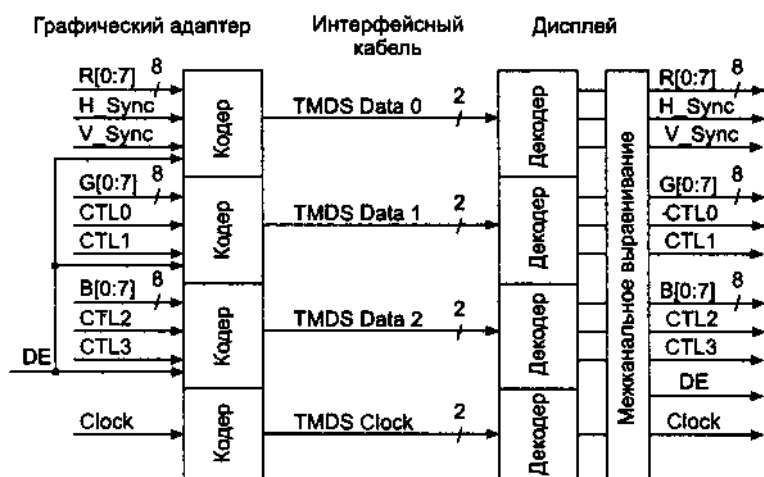 Графический адаптер
Интерфейсный
кабель
Дисплей
R[0:7] 8
H_Sync
V_Sync
G[0:7] 8
CTL0
CTL1
B[0:7] 8
CTL2
CTL3
DE
Clock
Кодер
Кодер
Кодер
Кодер
TMDS Data 0 2
TMDS Data 1 2
TMDS Data 2 2
TMDS Clock 2
Декодер
Декодер
Декодер
Декодер
Межканальное выравнивание
R[0:7] 8
H_Sync
V_Sync
G[0:7] 8
CTL0
CTL1
B[0:7] 8
CTL2
CTL3
DE
Clock